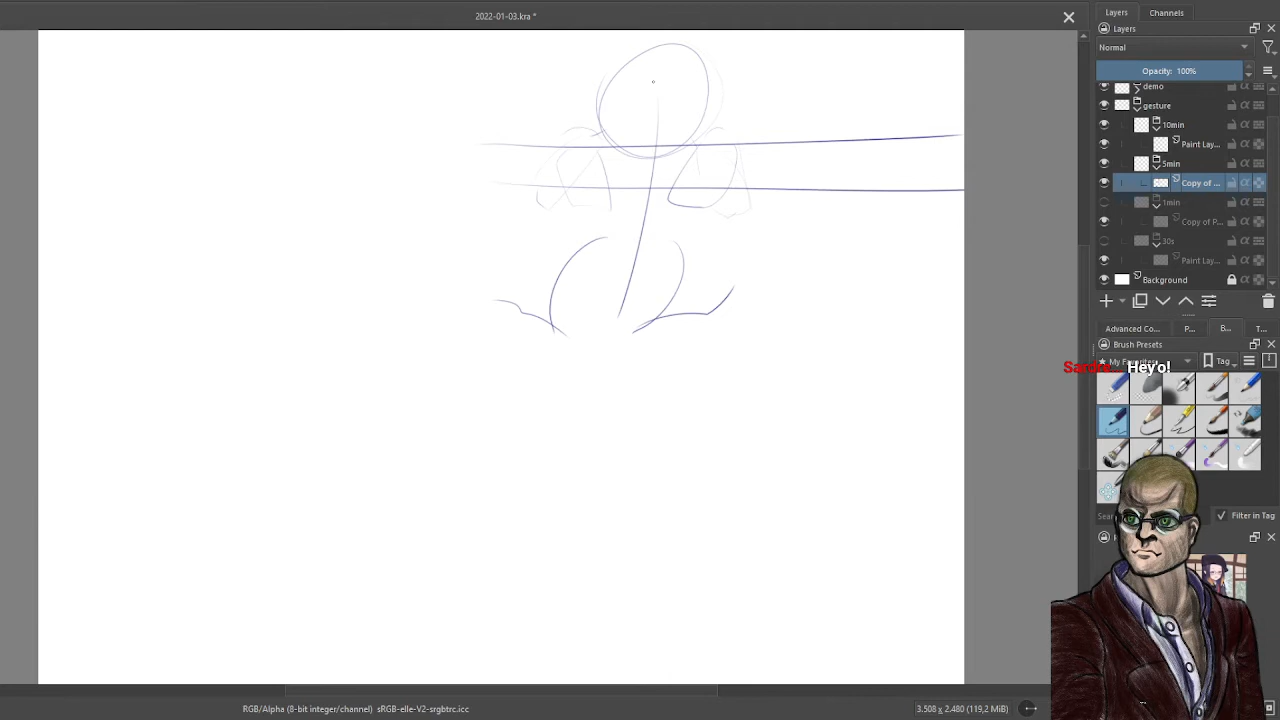 2022-01-03.kra *
Layers Channels
Layers
Normal
Opacity: 100%
demo
gesture
10min
Paint Lay...
5min
Copy of ...
1min
Copy of P...
30s
Paint Lay...
Background
Advanced Co... P... B... T...
Brush Presets
Tag
Hey o!
Filter in Tag
RGB/Alpha (8-bit integer/channel) sRGB-elle-V2-srgbtrc.icc
3.508 x 2.480 (119,2 MiB)